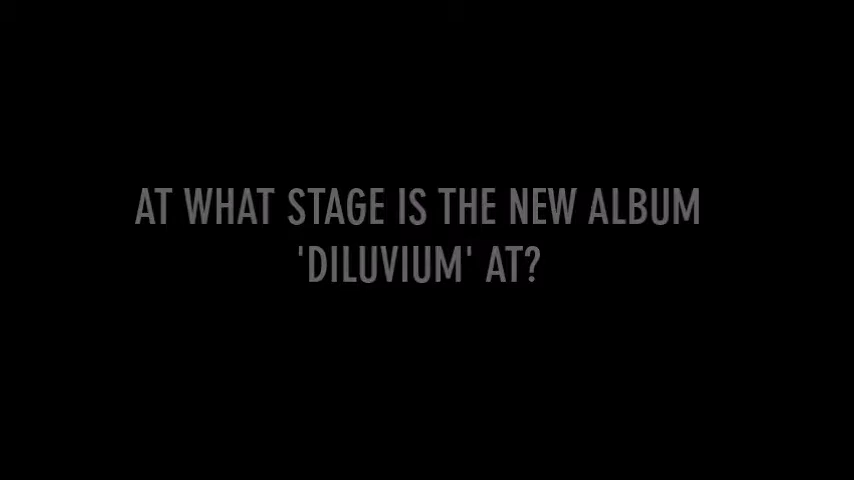 AT WHAT STAGE IS THE NEW ALBUM
'DILUVIUM' AT?